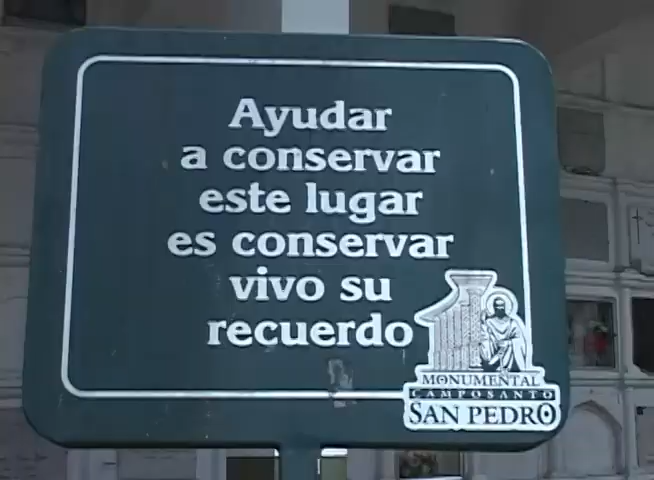 Ayudar
a conservar
este lugar
es conservar
vivo su
recuerdo
MONUMENTAL
CAMPOSANTO
SAN PEDRO